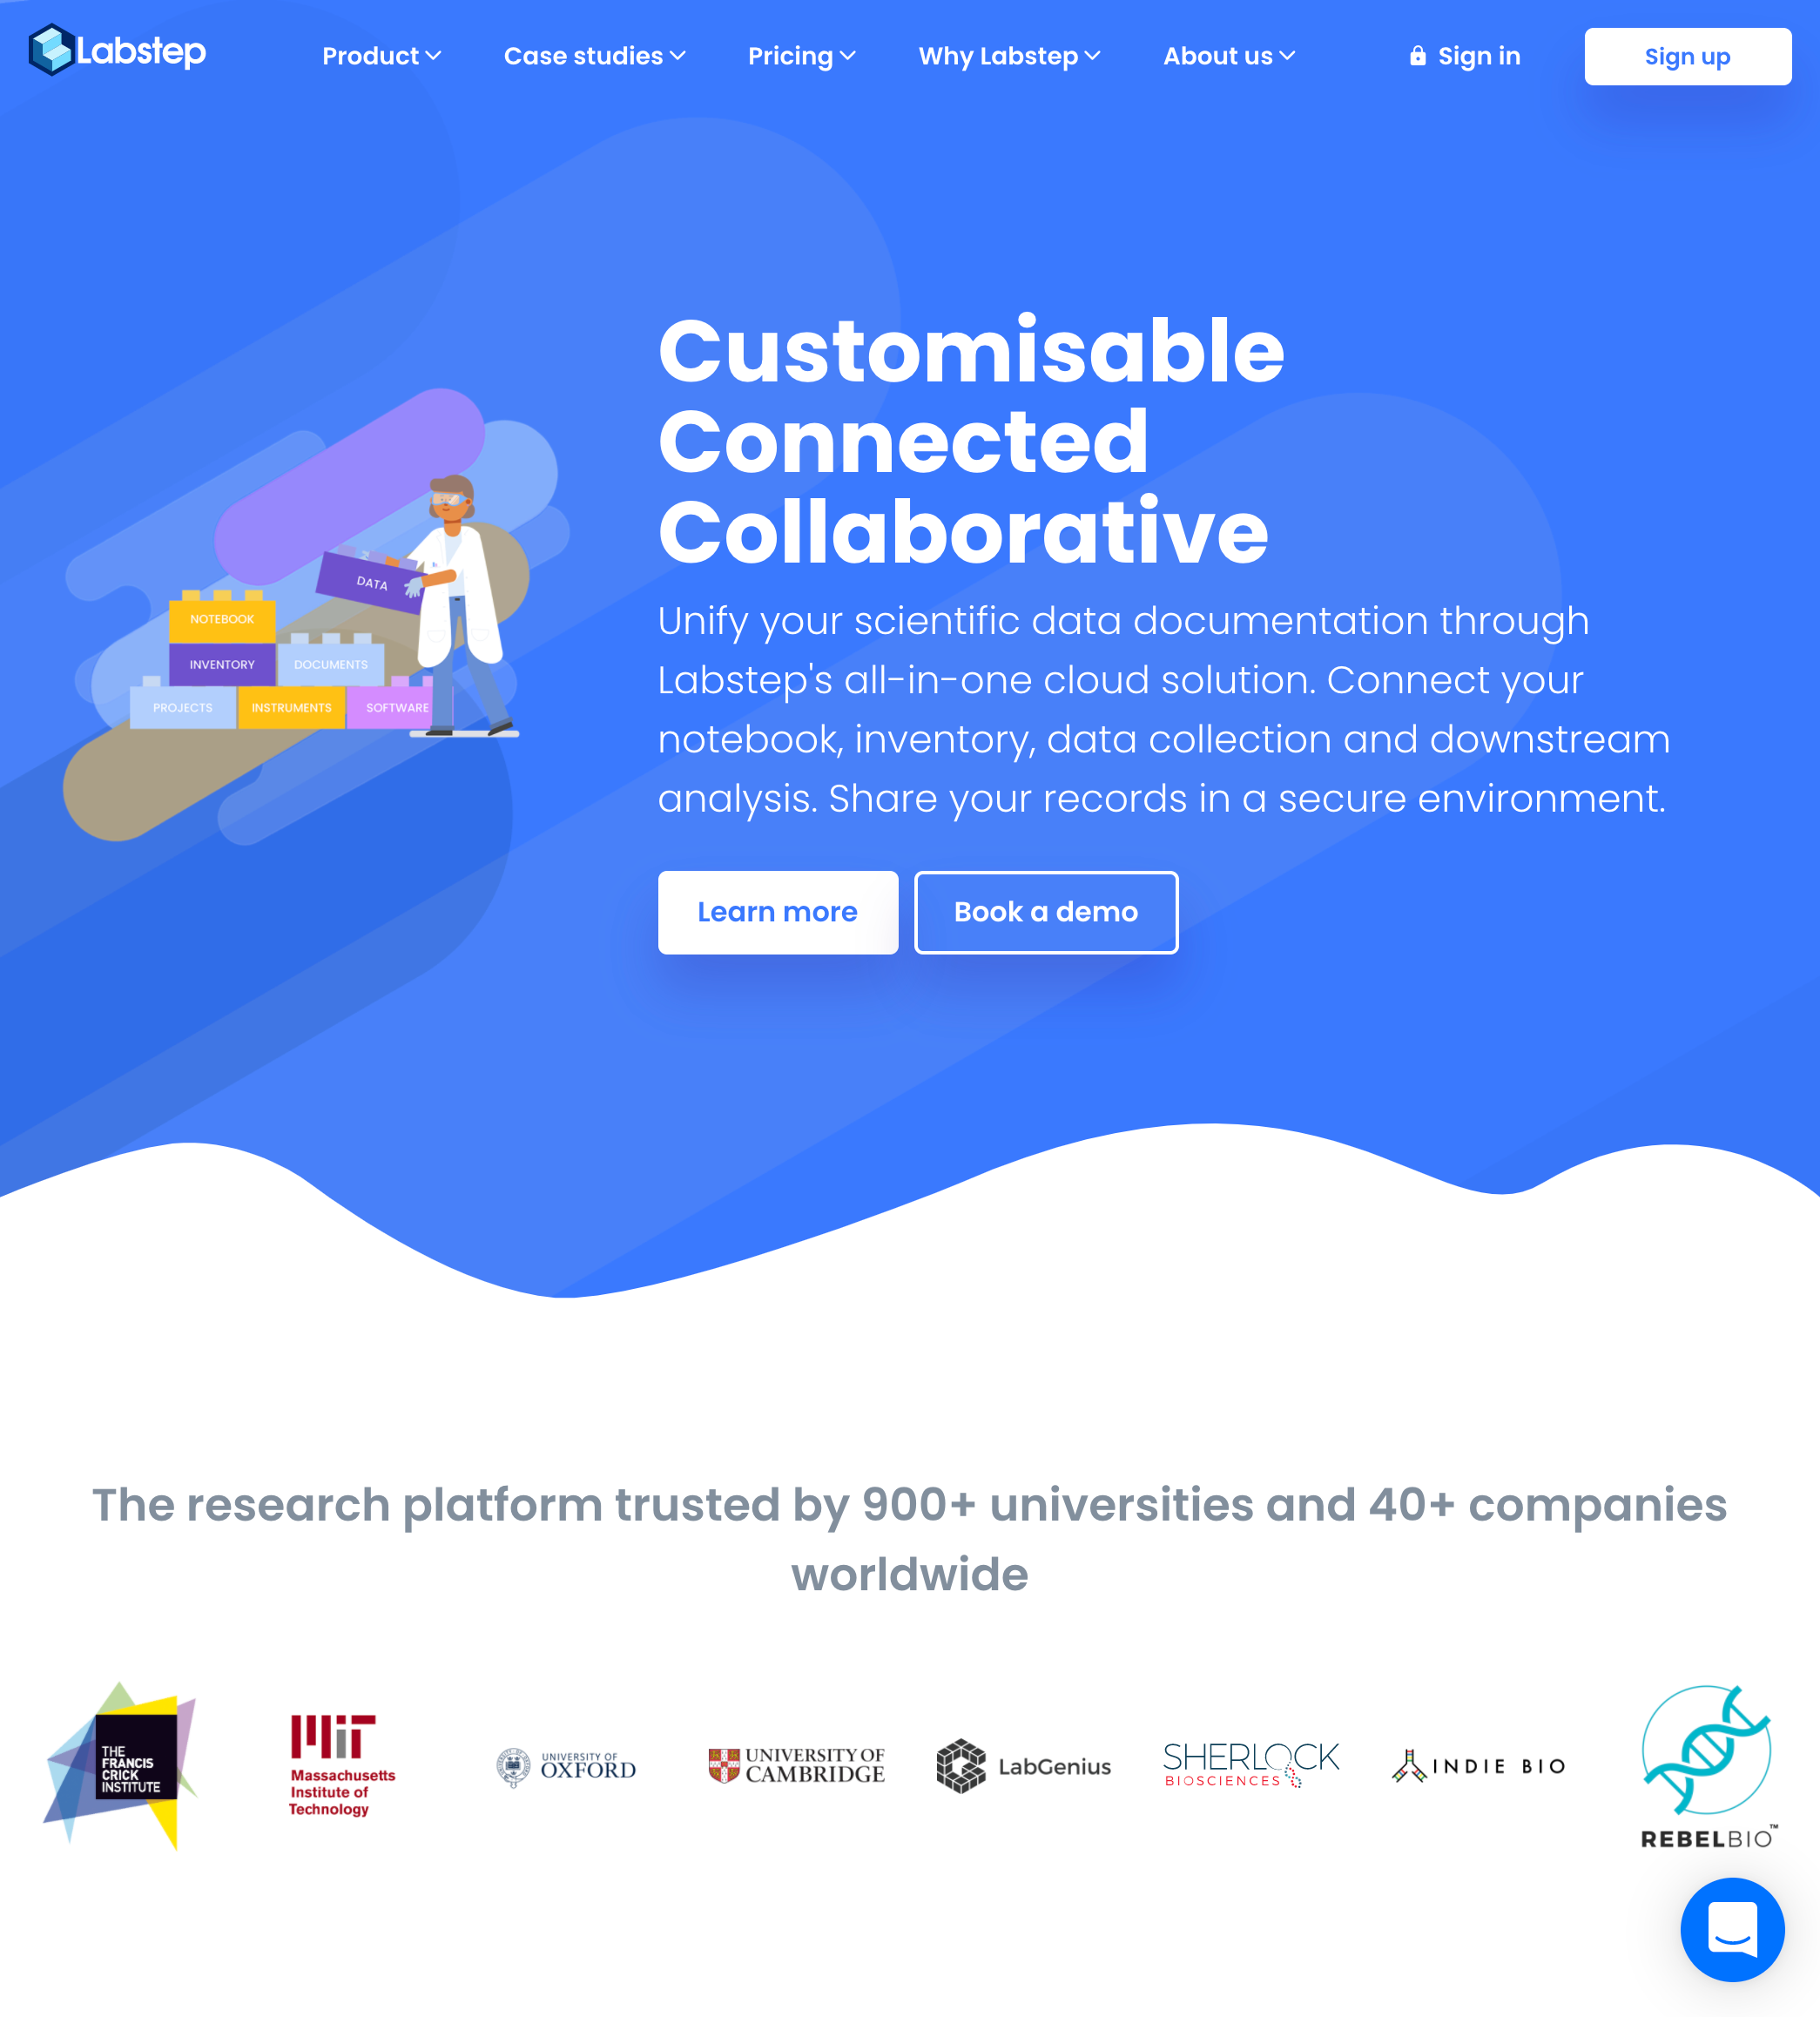 Labstep
Product
Case studies
Pricing
Why Labstep
About us
Sign in
Sign up
Customisable
Connected
Collaborative
Unify your scientific data documentation through
Labstep's all-in-one cloud solution. Connect your
notebook, inventory, data collection and downstream
analysis. Share your records in a secure environment.
Learn more
Book a demo
DATA
NOTEBOOK
INVENTORY
DOCUMENTS
PROJECTS
INSTRUMENTS
SOFTWARE
The research platform trusted by 900+ universities and 40+ companies
worldwide
THE
FRANCIS
CRICK
INSTITUTE
MIT
Massachusetts
Institute of
Technology
UNIVERSITY OF
OXFORD
UNIVERSITY OF
CAMBRIDGE
LabGenius
SHERLOCK
BIOSCIENCES
INDIE BIO
REBELBIO™